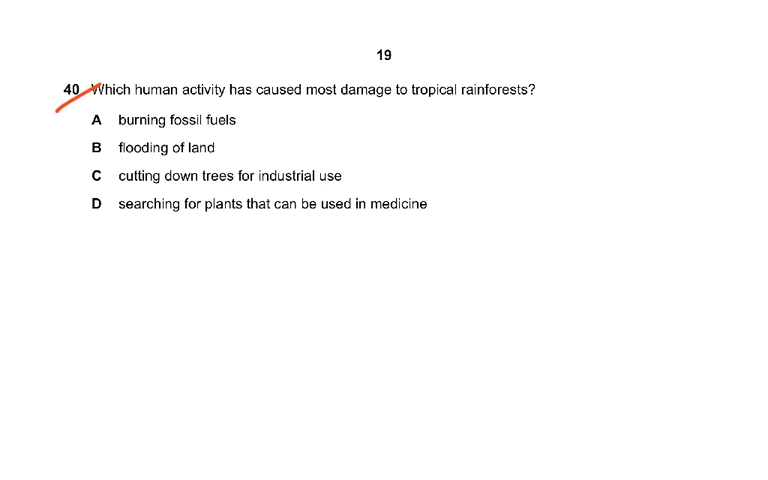 19
40 Which human activity has caused most damage to tropical rainforests?
A burning fossil fuels
B flooding of land
C cutting down trees for industrial use
D searching for plants that can be used in medicine